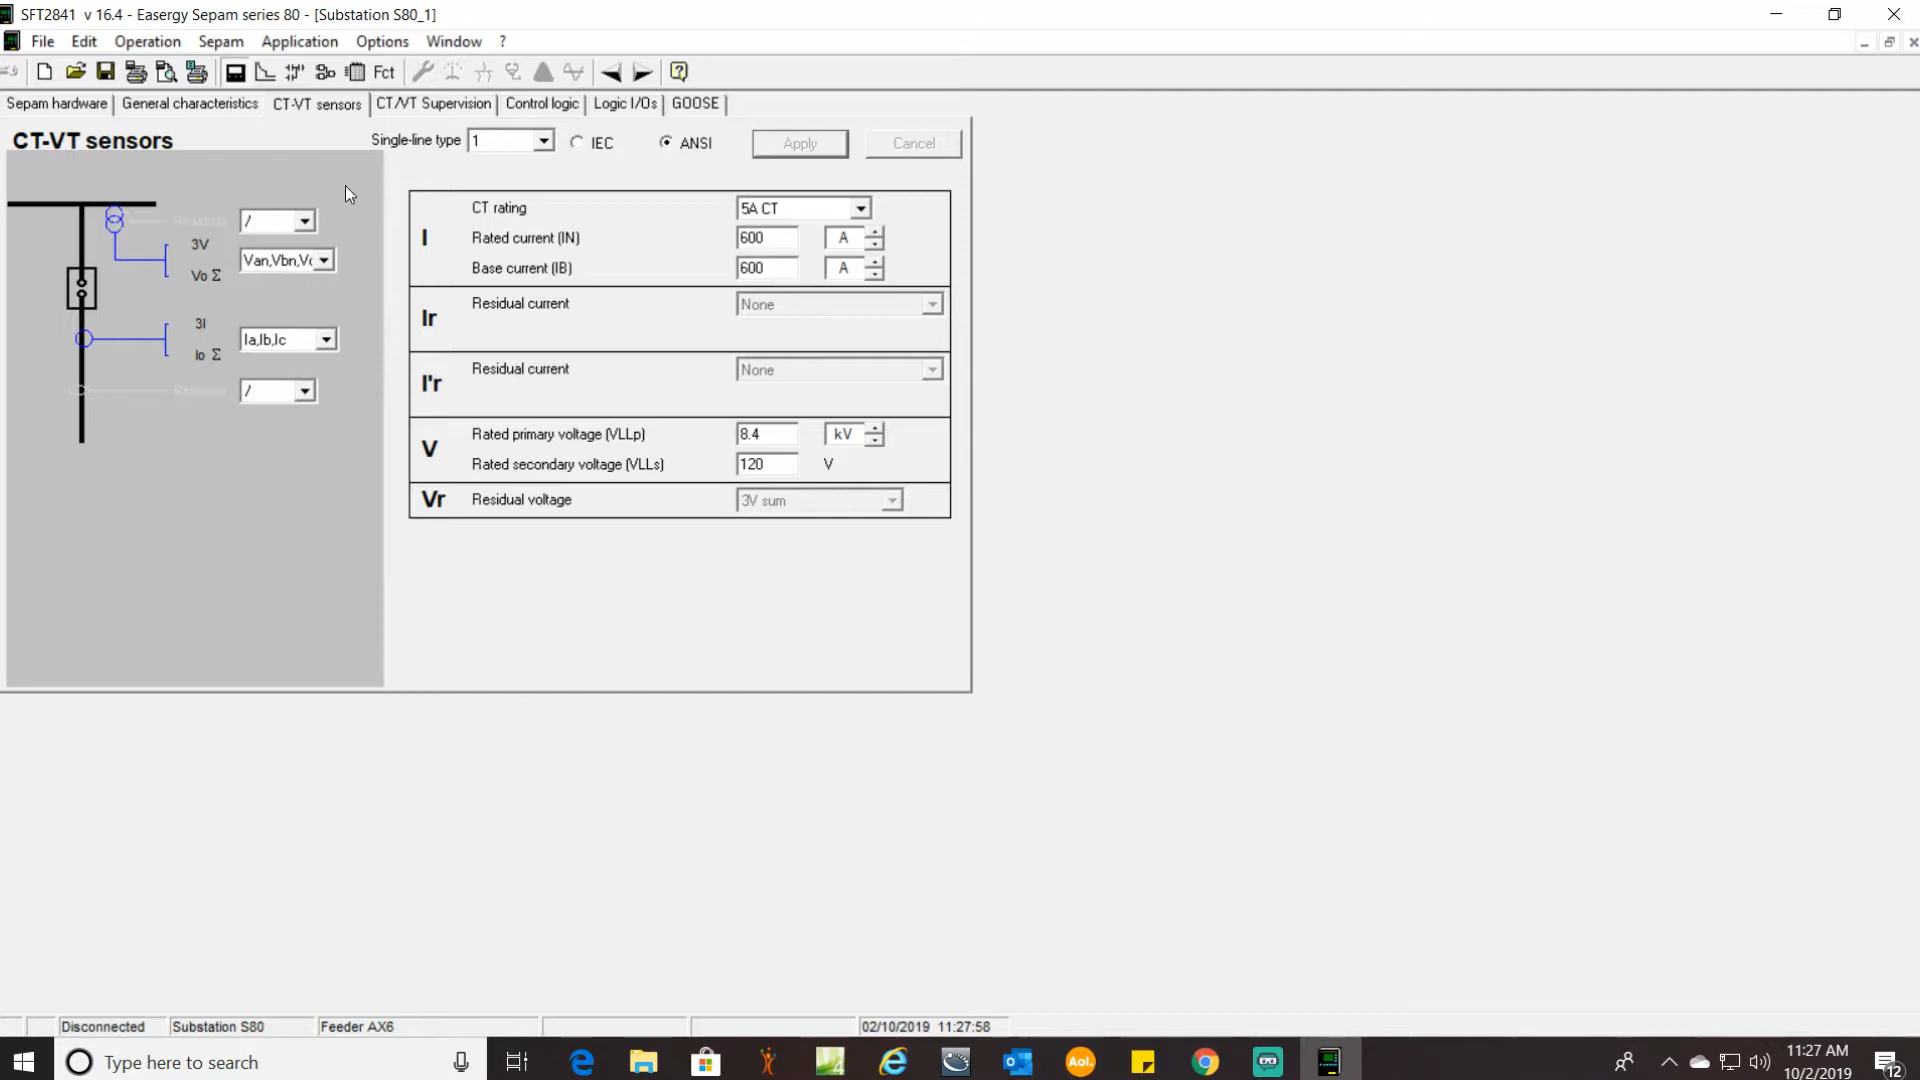 SFT2841 v 16.4 - Easergy Sepam series 80 - [Substation S80_1]
File Edit Operation Sepam Application Options Window ?
Fct
Sepam hardware General characteristics CT-VT sensors CT/VT Supervision Control logic Logic I/Os GOOSE
CT-VT sensors
Single-line type 1 IEC ANSI Apply Cancel
Residual /
3V
Vo Σ
Van,Vbn,Vc
3I
Io Σ
Ia,Ib,Ic
Residual /
I
CT rating 5A CT
Rated current (IN) 600 A
Base current (IB) 600 A
Ir
Residual current None
I'r
Residual current None
V
Rated primary voltage (VLLp) 8.4 kV
Rated secondary voltage (VLLs) 120 V
Vr Residual voltage 3V sum
Disconnected Substation S80 Feeder AX6 02/10/2019 11:27:58
Type here to search
Aol.
11:27 AM
10/2/2019
12